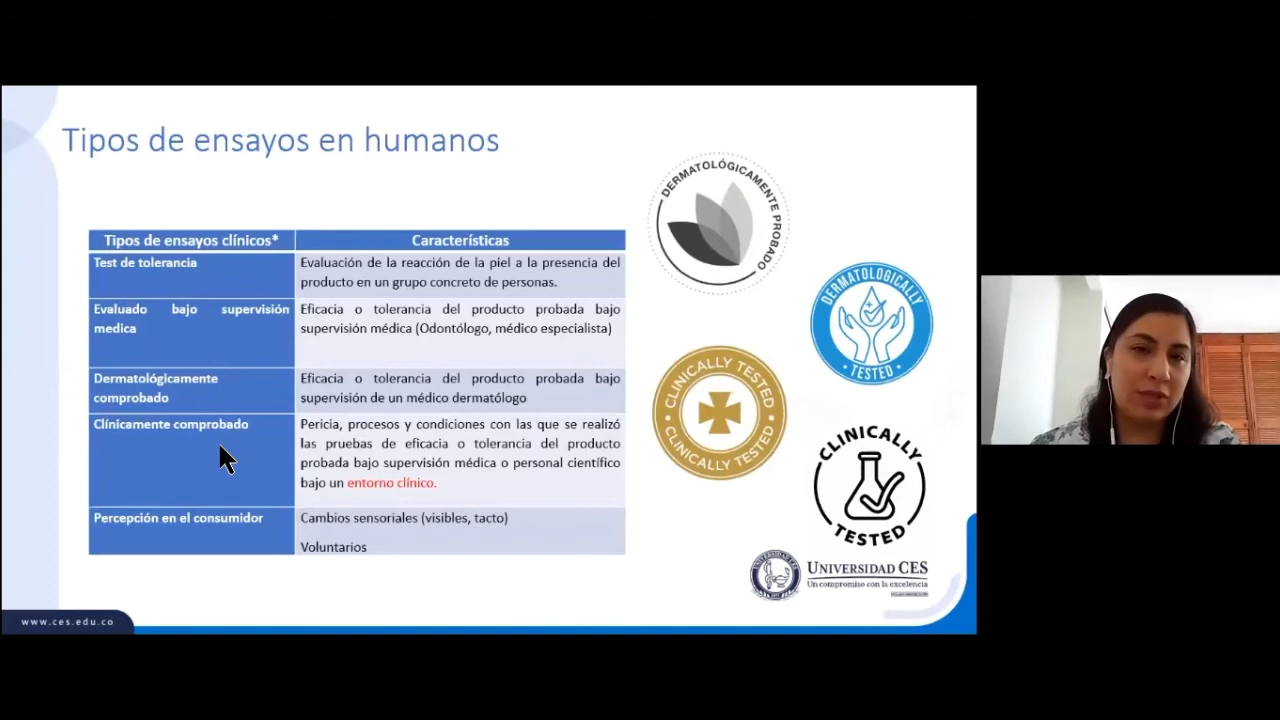 Tipos de ensayos en humanos
Tipos de ensayos clínicos*
Características
Test de tolerancia
Evaluación de la reacción de la piel a la presencia del
producto en un grupo concreto de personas.
Evaluado bajo supervisión
medica
Eficacia o tolerancia del producto probada bajo
supervisión médica (Odontólogo, médico especialista)
Dermatológicamente
comprobado
Eficacia o tolerancia del producto probada bajo
supervisión de un médico dermatólogo
Clínicamente comprobado
Pericia, procesos y condiciones con las que se realizó
las pruebas de eficacia o tolerancia del producto
probada bajo supervisión médica o personal científico
bajo un entorno clínico.
Percepción en el consumidor
Cambios sensoriales (visibles, tacto)
Voluntarios
DERMATOLÓGICAMENTE PROBADO
DERMATOLOGICALLY
• TESTED •
CLINICALLY TESTED
• CLINICALLY TESTED •
CLINICALLY
TESTED
UNIVERSIDAD CES
Un compromiso con la excelencia
www.ces.edu.co